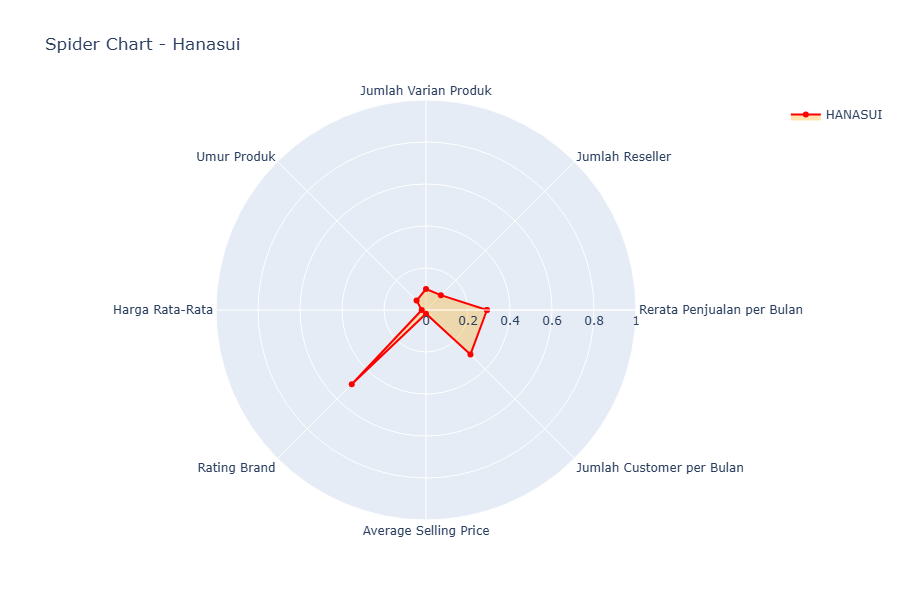 Spider Chart - Hanasui
Jumlah Varian Produk
HANASUI
Umur Produk
Jumlah Reseller
Harga Rata-Rata
Rerata Penjualan per Bulan
0 0.2 0.4 0.6 0.8 1
Rating Brand
Jumlah Customer per Bulan
Average Selling Price